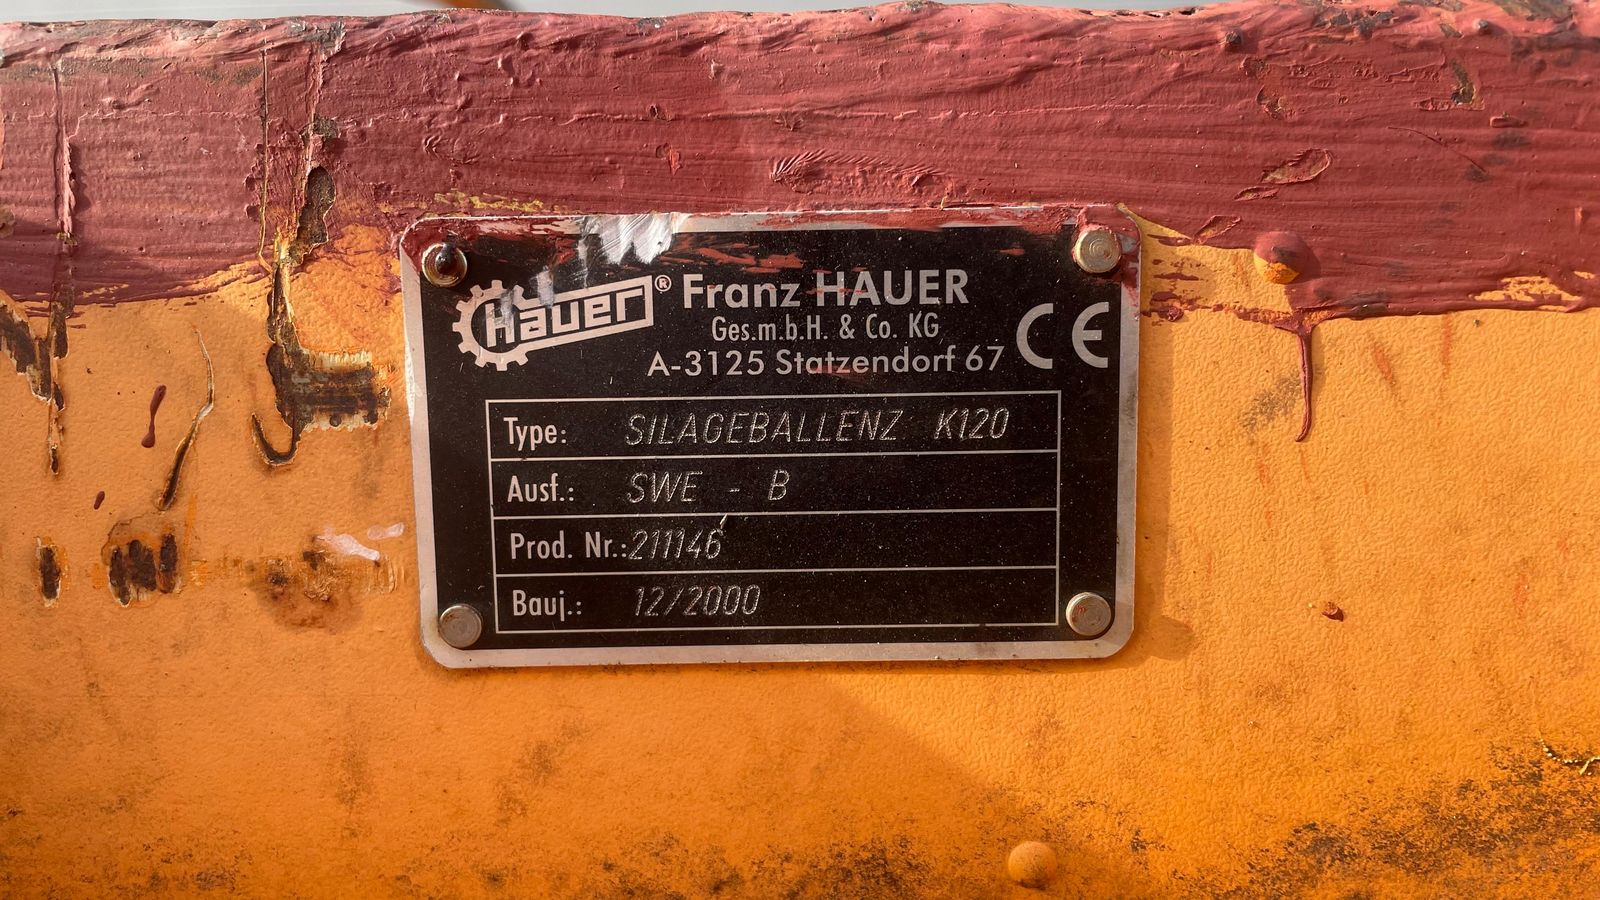 Hauer® Franz HAUER
Ges.m.b.H. & Co. KG
A-3125 Statzendorf 67
CE
Type: SILAGEBALLENZ K120
Ausf.: SWE - B
Prod. Nr.: 211146
Bauj.: 12/2000